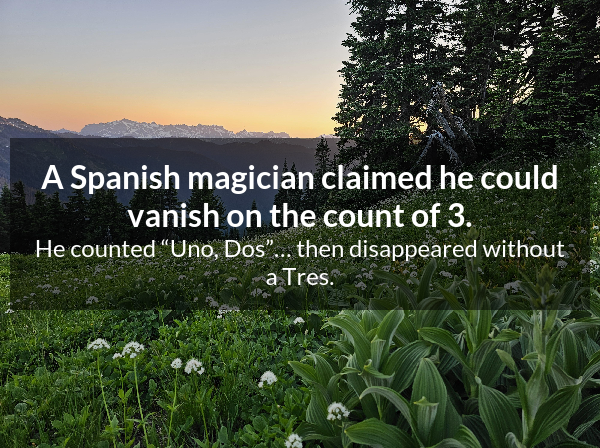 A Spanish magician claimed he could
vanish on the count of 3.
He counted “Uno, Dos”... then disappeared without
a Tres.